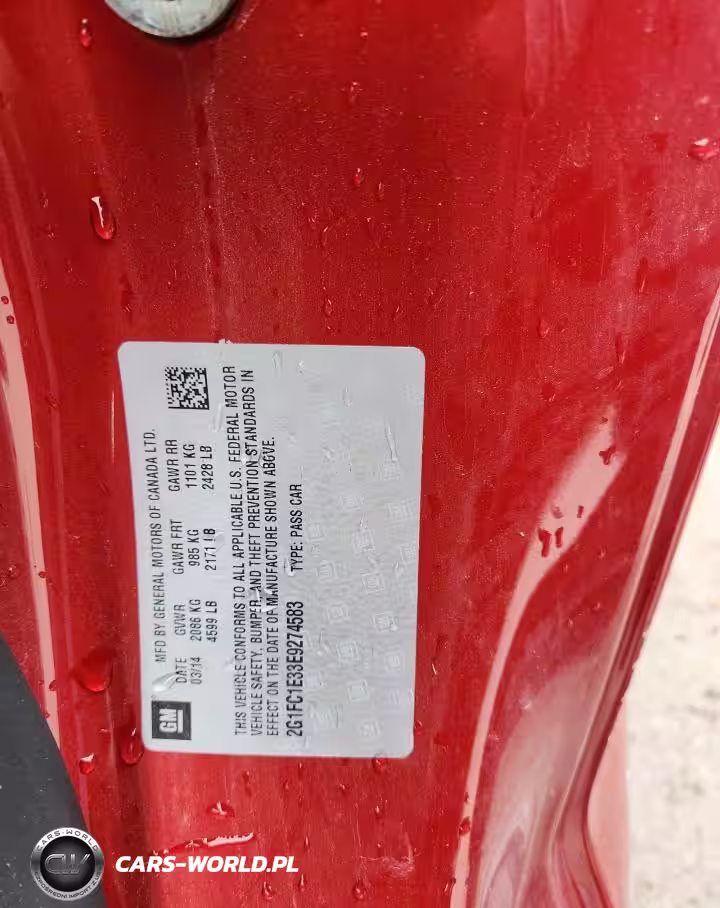 MFD BY GENERAL MOTORS OF CANADA LTD.
DATE GVWR GAWR FRT GAWR RR
03/14 2086 KG 985 KG 1101 KG
4599 LB 2171 LB 2428 LB
GM
THIS VEHICLE CONFORMS TO ALL APPLICABLE U.S. FEDERAL MOTOR
VEHICLE SAFETY, BUMPER, AND THEFT PREVENTION STANDARDS IN
EFFECT ON THE DATE OF MANUFACTURE SHOWN ABOVE.
2G1FC1E33E9274583 TYPE: PASS CAR
CARS-WORLD
CW
CARS-WORLD.PL